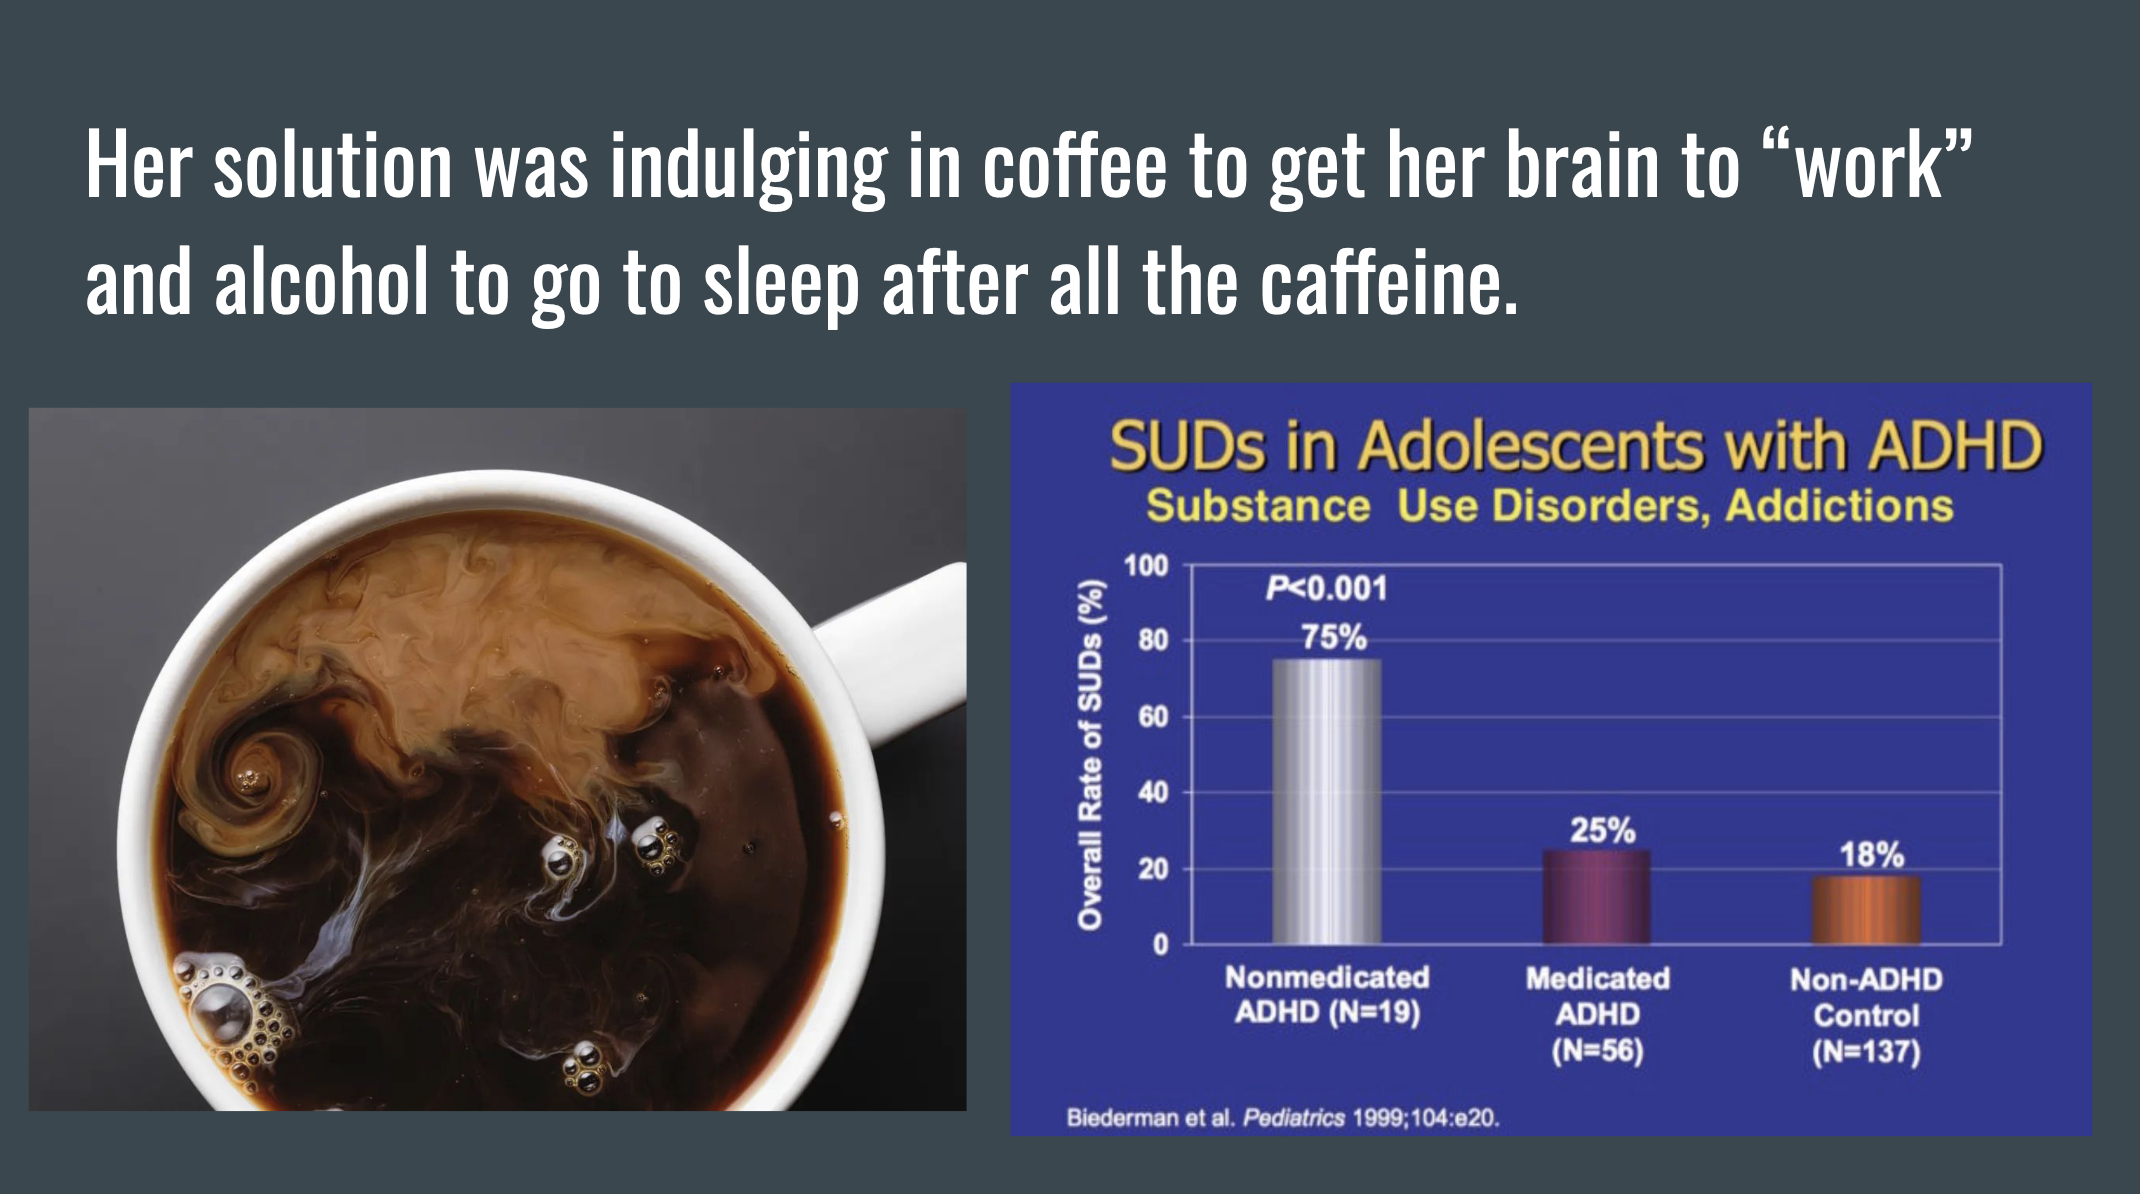 Her solution was indulging in coffee to get her brain to “work”
and alcohol to go to sleep after all the caffeine.
SUDs in Adolescents with ADHD
Substance Use Disorders, Addictions
Overall Rate of SUDs (%)
100
80
60
40
20
0
P<0.001
75%
25%
18%
Nonmedicated
ADHD (N=19)
Medicated
ADHD
(N=56)
Non-ADHD
Control
(N=137)
Biederman et al. Pediatrics 1999;104:e20.